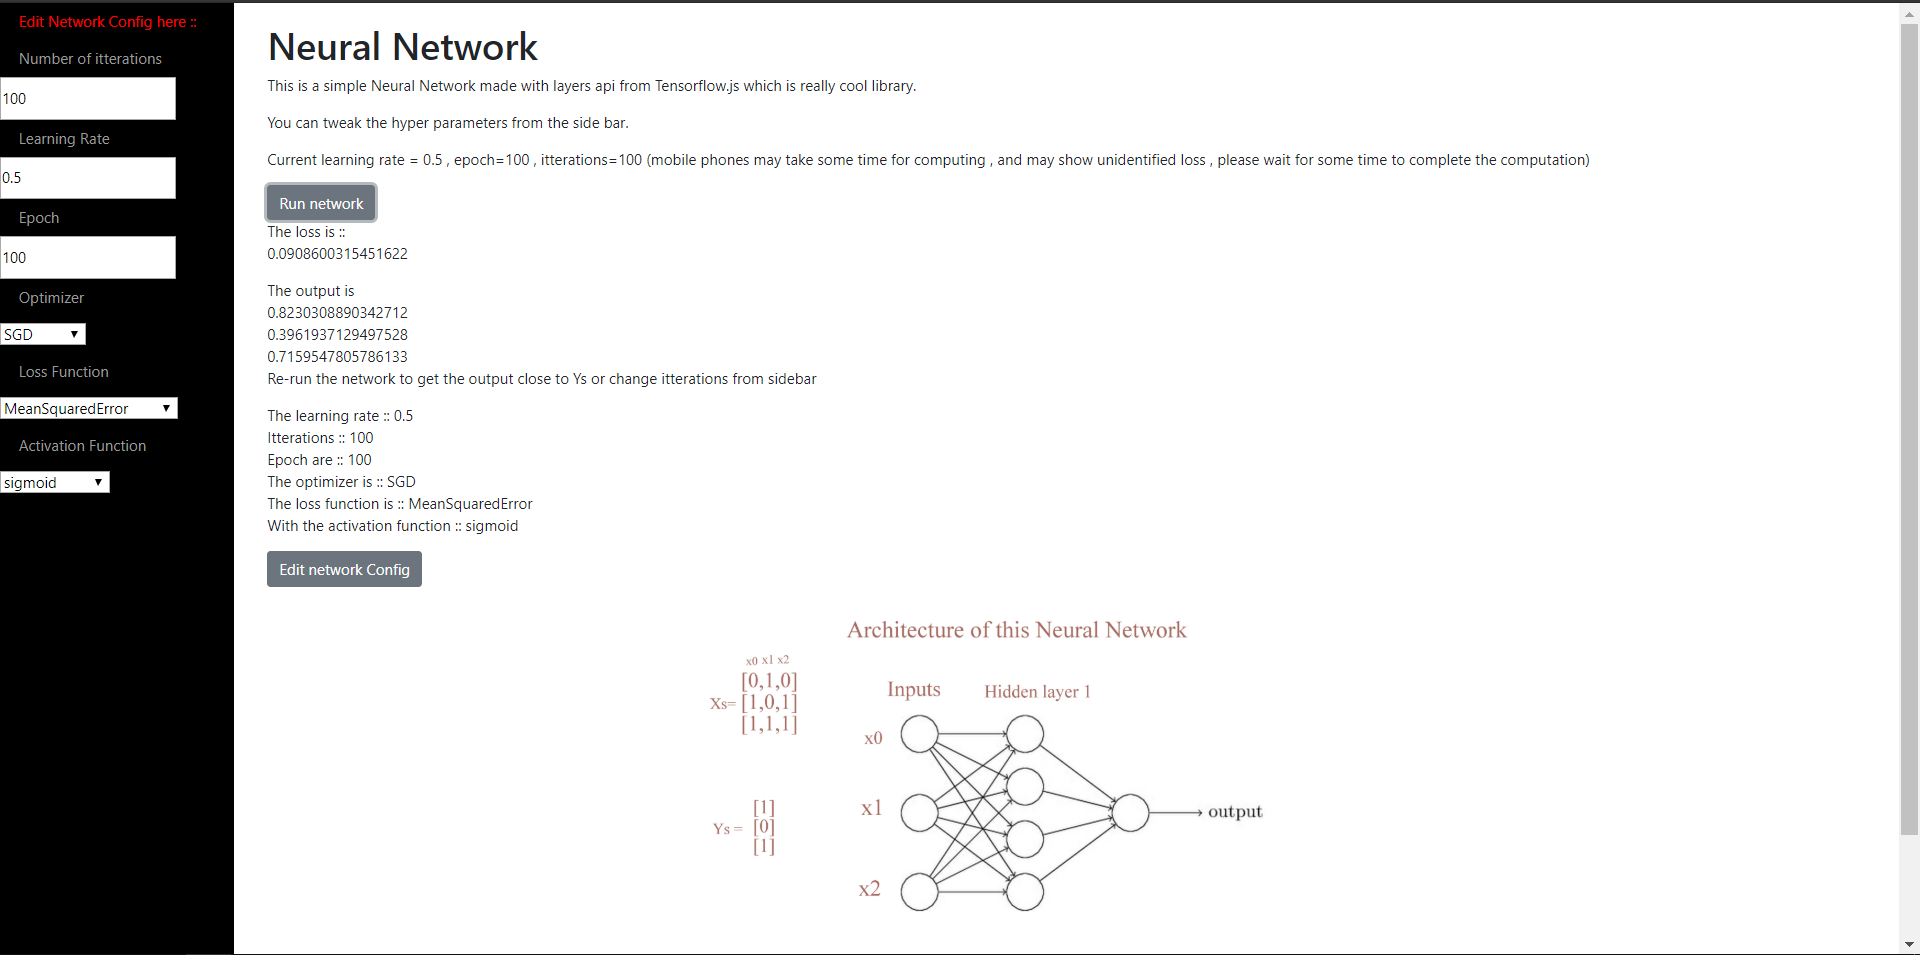 Edit Network Config here ::
Number of itterations
100
Learning Rate
0.5
Epoch
100
Optimizer
SGD
Loss Function
MeanSquaredError
Activation Function
sigmoid
Neural Network
This is a simple Neural Network made with layers api from Tensorflow.js which is really cool library.
You can tweak the hyper parameters from the side bar.
Current learning rate = 0.5 , epoch=100 , itterations=100 (mobile phones may take some time for computing , and may show unidentified loss , please wait for some time to complete the computation)
Run network
The loss is ::
0.0908600315451622
The output is
0.8230308890342712
0.3961937129497528
0.7159547805786133
Re-run the network to get the output close to Ys or change itterations from sidebar
The learning rate :: 0.5
Itterations :: 100
Epoch are :: 100
The optimizer is :: SGD
The loss function is :: MeanSquaredError
With the activation function :: sigmoid
Edit network Config
Architecture of this Neural Network
x0 x1 x2
[0,1,0]
Xs= [1,0,1]
[1,1,1]
[1]
Ys = [0]
[1]
Inputs
Hidden layer 1
x0
x1
x2
output